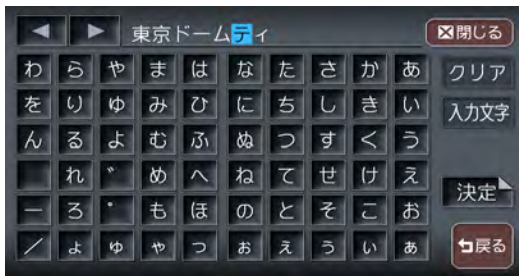 ◀ ▶ 東京ドームティ ☒閉じる
わ ら や ま は な た さ か あ クリア
を り ゆ み ひ に ち し き い 入力文字
ん る よ む ふ ぬ つ す く う
れ ゛ め へ ね て せ け え 決定
ー ろ ゜ も ほ の と そ こ お
／ ょ ゅ ゃ っ ぉ ぇ ぅ ぃ ぁ 戻る